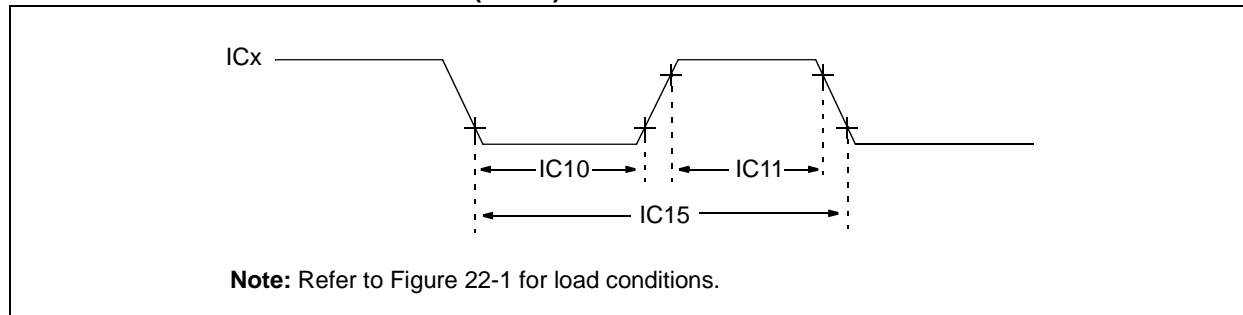 ICx
IC10
IC11
IC15
Note: Refer to Figure 22-1 for load conditions.